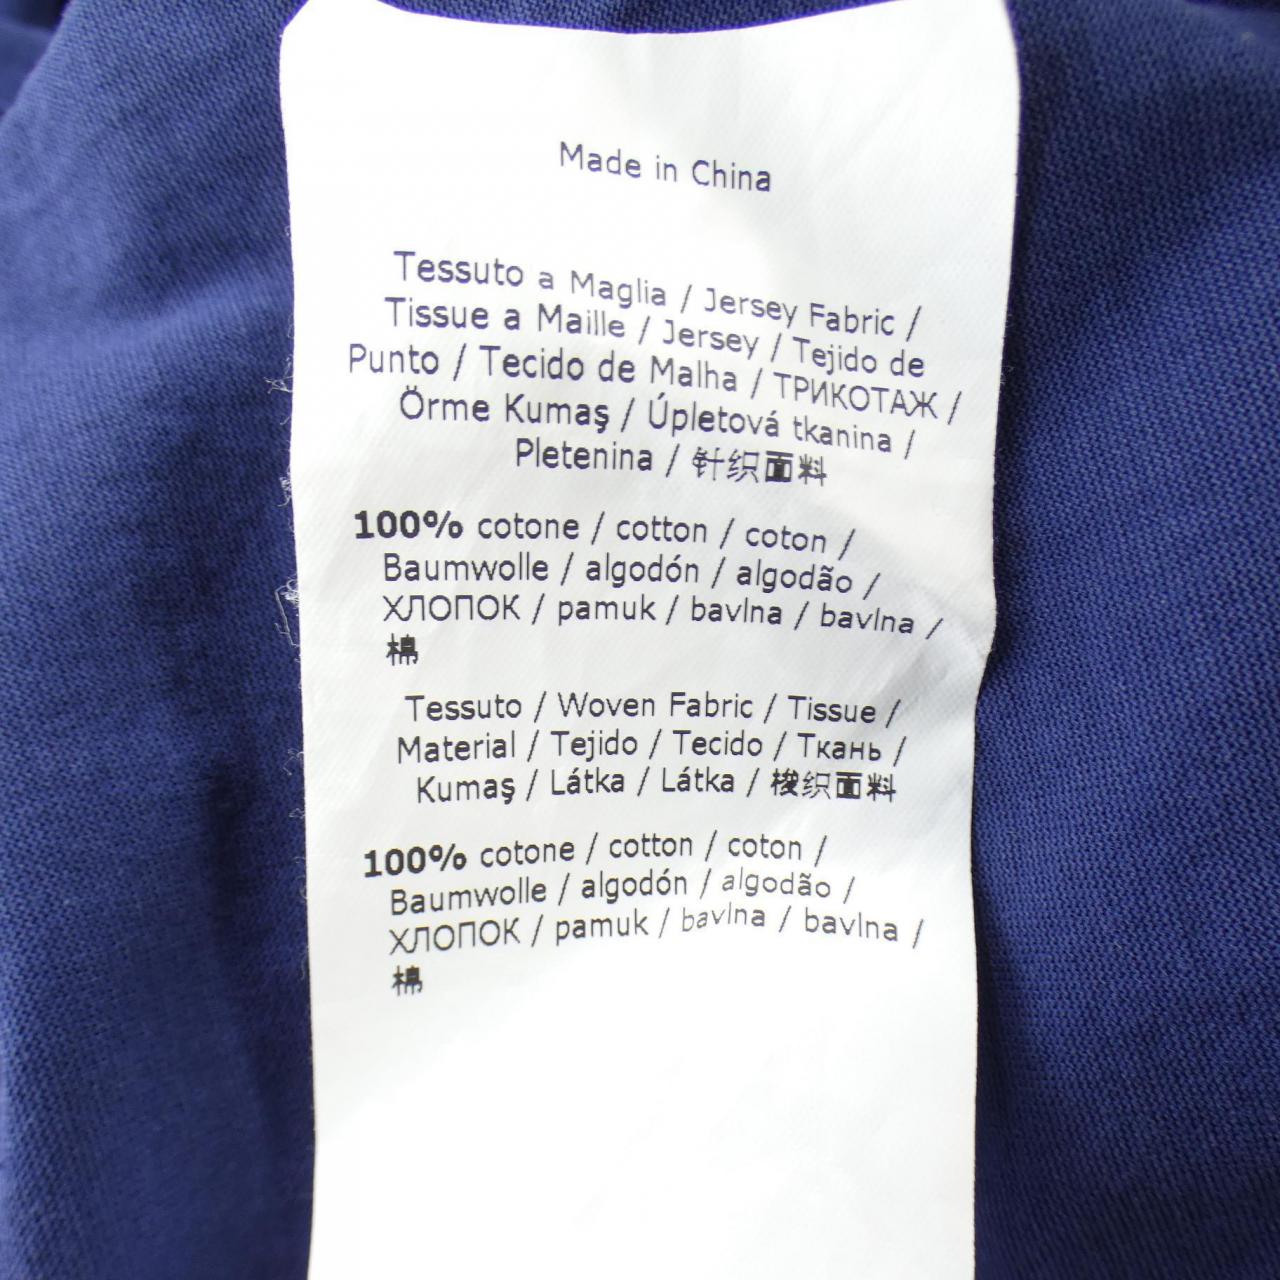 Made in China
Tessuto a Maglia / Jersey Fabric /
Tissue a Maille / Jersey / Tejido de
Punto / Tecido de Malha / ТРИКОТАЖ /
Örme Kumaş / Úpletová tkanina /
Pletenina / 针织面料
100% cotone / cotton / coton /
Baumwolle / algodón / algodão /
ХЛОПОК / pamuk / bavlna / bavlna /
棉
Tessuto / Woven Fabric / Tissue /
Material / Tejido / Tecido / Ткань /
Kumaş / Látka / Látka / 梭织面料
100% cotone / cotton / coton /
Baumwolle / algodón / algodão /
ХЛОПОК / pamuk / bavlna / bavlna /
棉